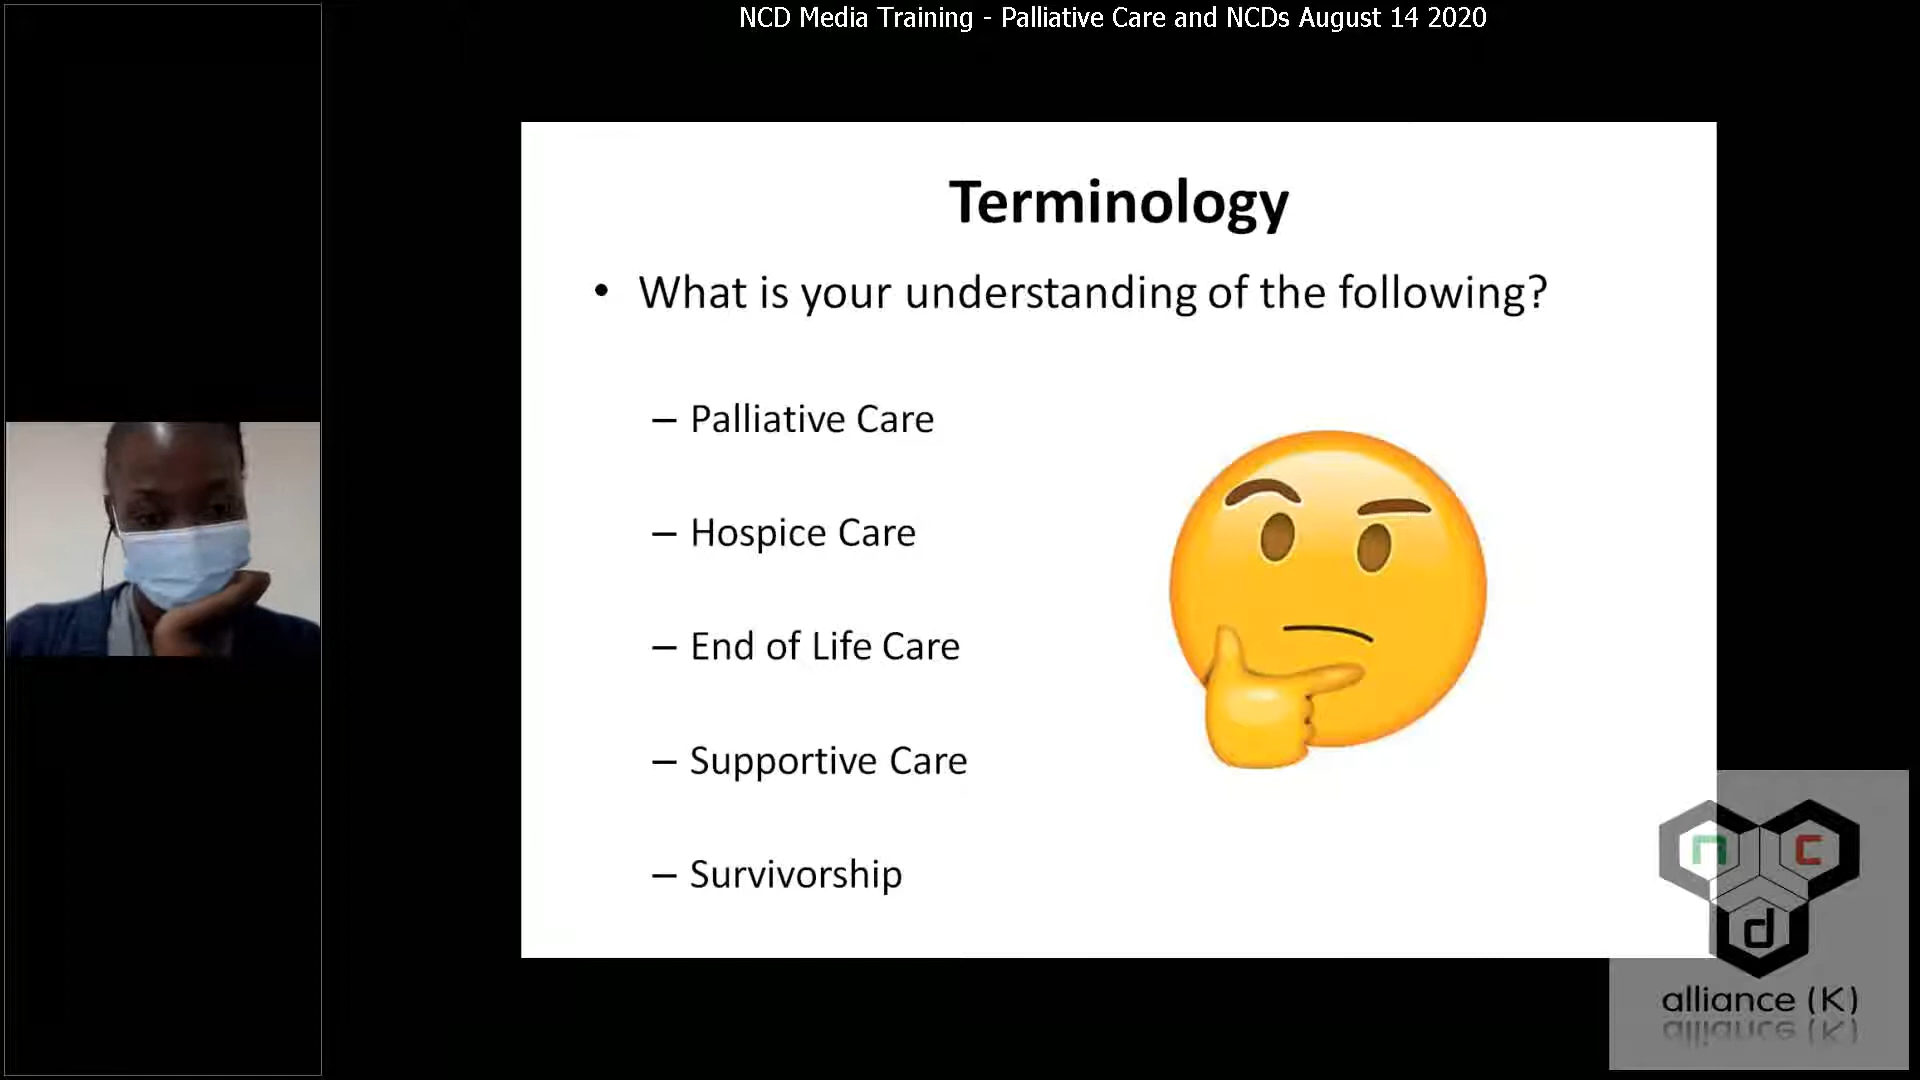 NCD Media Training - Palliative Care and NCDs August 14 2020
Terminology
• What is your understanding of the following?
– Palliative Care
– Hospice Care
– End of Life Care
– Supportive Care
– Survivorship
n c
d
alliance (K)